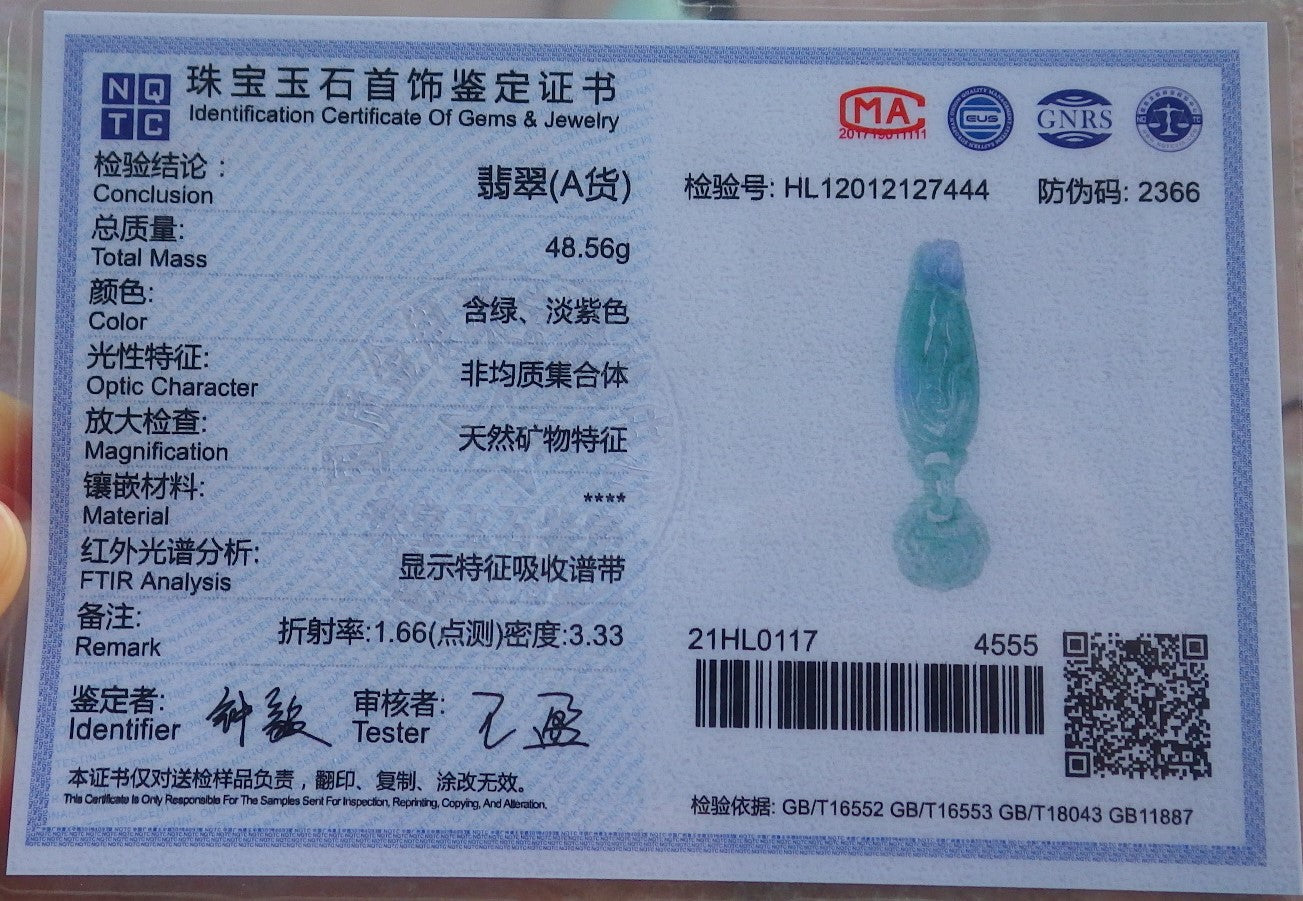 NQ
TC
珠宝玉石首饰鉴定证书
Identification Certificate Of Gems & Jewelry
检验结论：
Conclusion
翡翠(A货)
总质量:
Total Mass
48.56g
颜色:
Color
含绿、淡紫色
光性特征:
Optic Character
非均质集合体
放大检查:
Magnification
天然矿物特征
镶嵌材料:
Material
****
红外光谱分析:
FTIR Analysis
显示特征吸收谱带
备注:
Remark
折射率:1.66(点测)密度:3.33
鉴定者:
Identifier
钟敏
审核者:
Tester
王盈
本证书仅对送检样品负责，翻印、复制、涂改无效。
This Certificate Is Only Responsible For The Samples Sent For Inspection, Reprinting, Copying, And Alteration.
MA
201719011111
GUS
GNRS
检验号: HL12012127444
防伪码: 2366
21HL0117
4555
检验依据: GB/T16552 GB/T16553 GB/T18043 GB11887